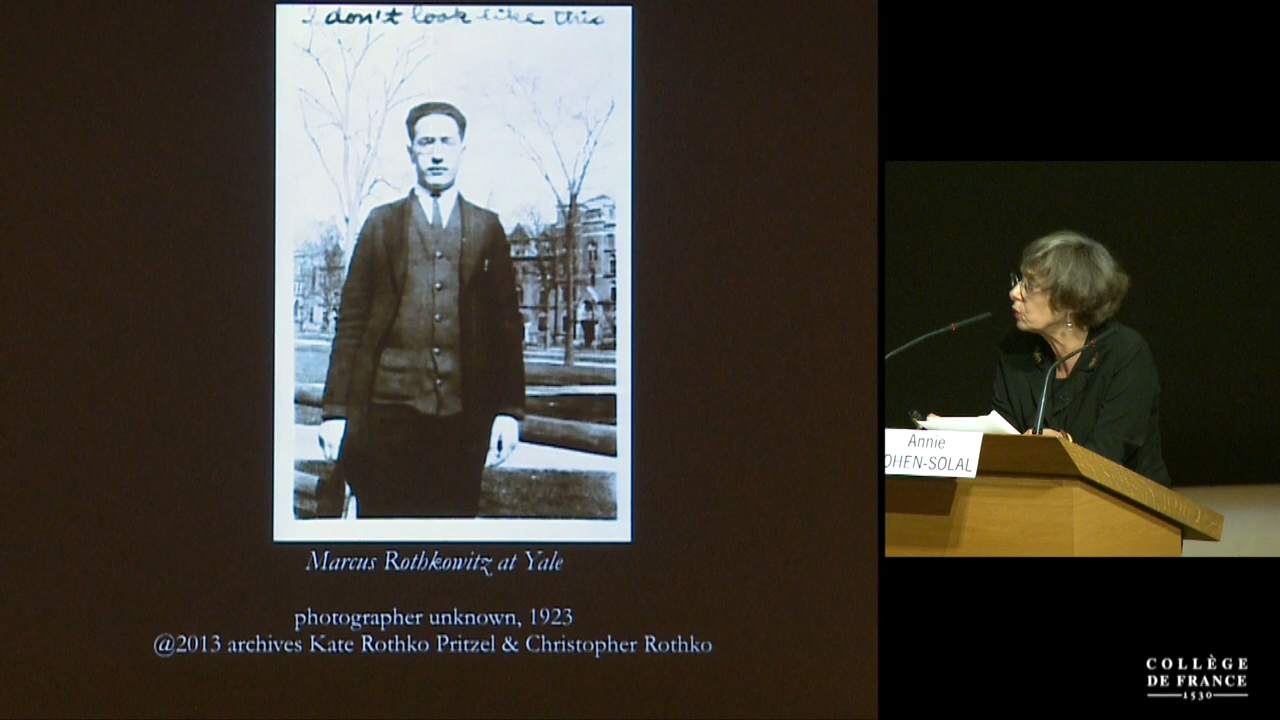 I don't look like this
Marcus Rothkowitz at Yale
photographer unknown, 1923
@2013 archives Kate Rothko Pritzel & Christopher Rothko
Annie
OHEN-SOLAL
COLLÈGE
DE FRANCE
1530